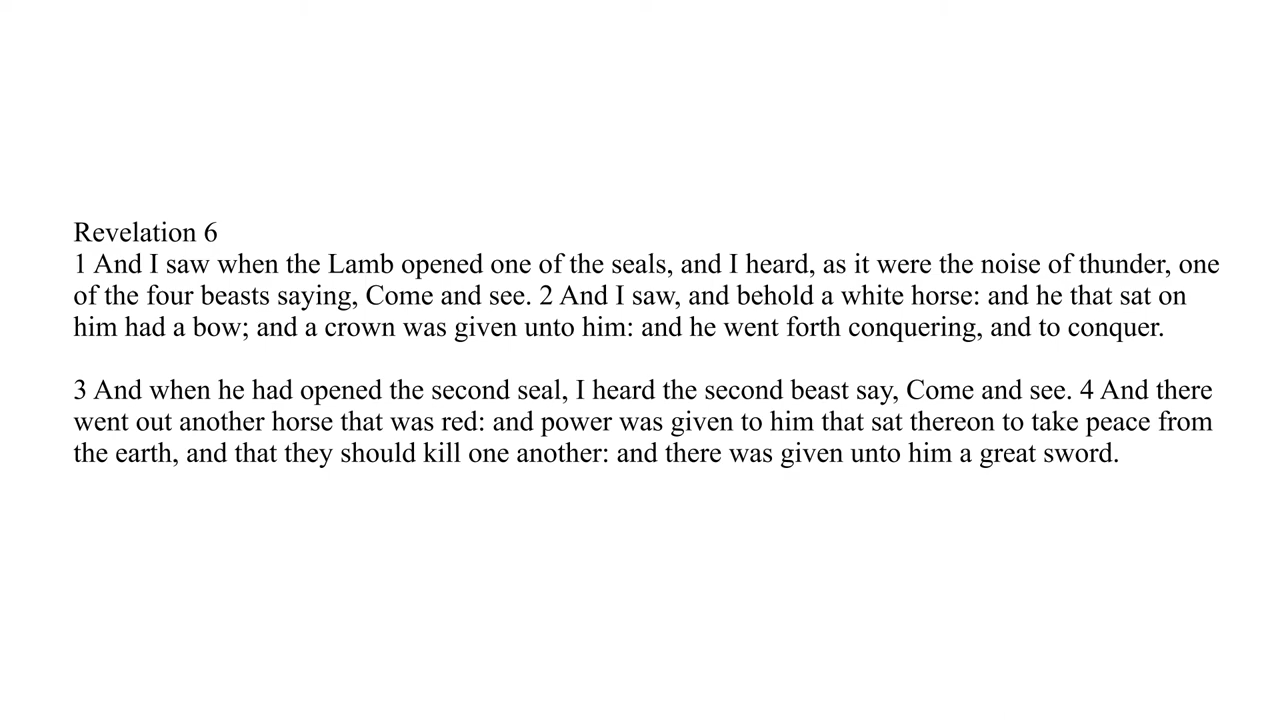 Revelation 6
1 And I saw when the Lamb opened one of the seals, and I heard, as it were the noise of thunder, one
of the four beasts saying, Come and see. 2 And I saw, and behold a white horse: and he that sat on
him had a bow; and a crown was given unto him: and he went forth conquering, and to conquer.
3 And when he had opened the second seal, I heard the second beast say, Come and see. 4 And there
went out another horse that was red: and power was given to him that sat thereon to take peace from
the earth, and that they should kill one another: and there was given unto him a great sword.